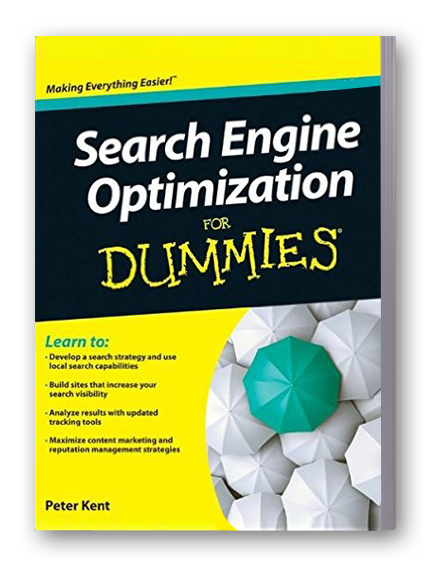 Making Everything Easier!™
Search Engine
Optimization
FOR
DUMMIES®
Learn to:
· Develop a search strategy and use
local search capabilities
· Build sites that increase your
search visibility
· Analyze results with updated
tracking tools
· Maximize content marketing and
reputation management strategies
Peter Kent